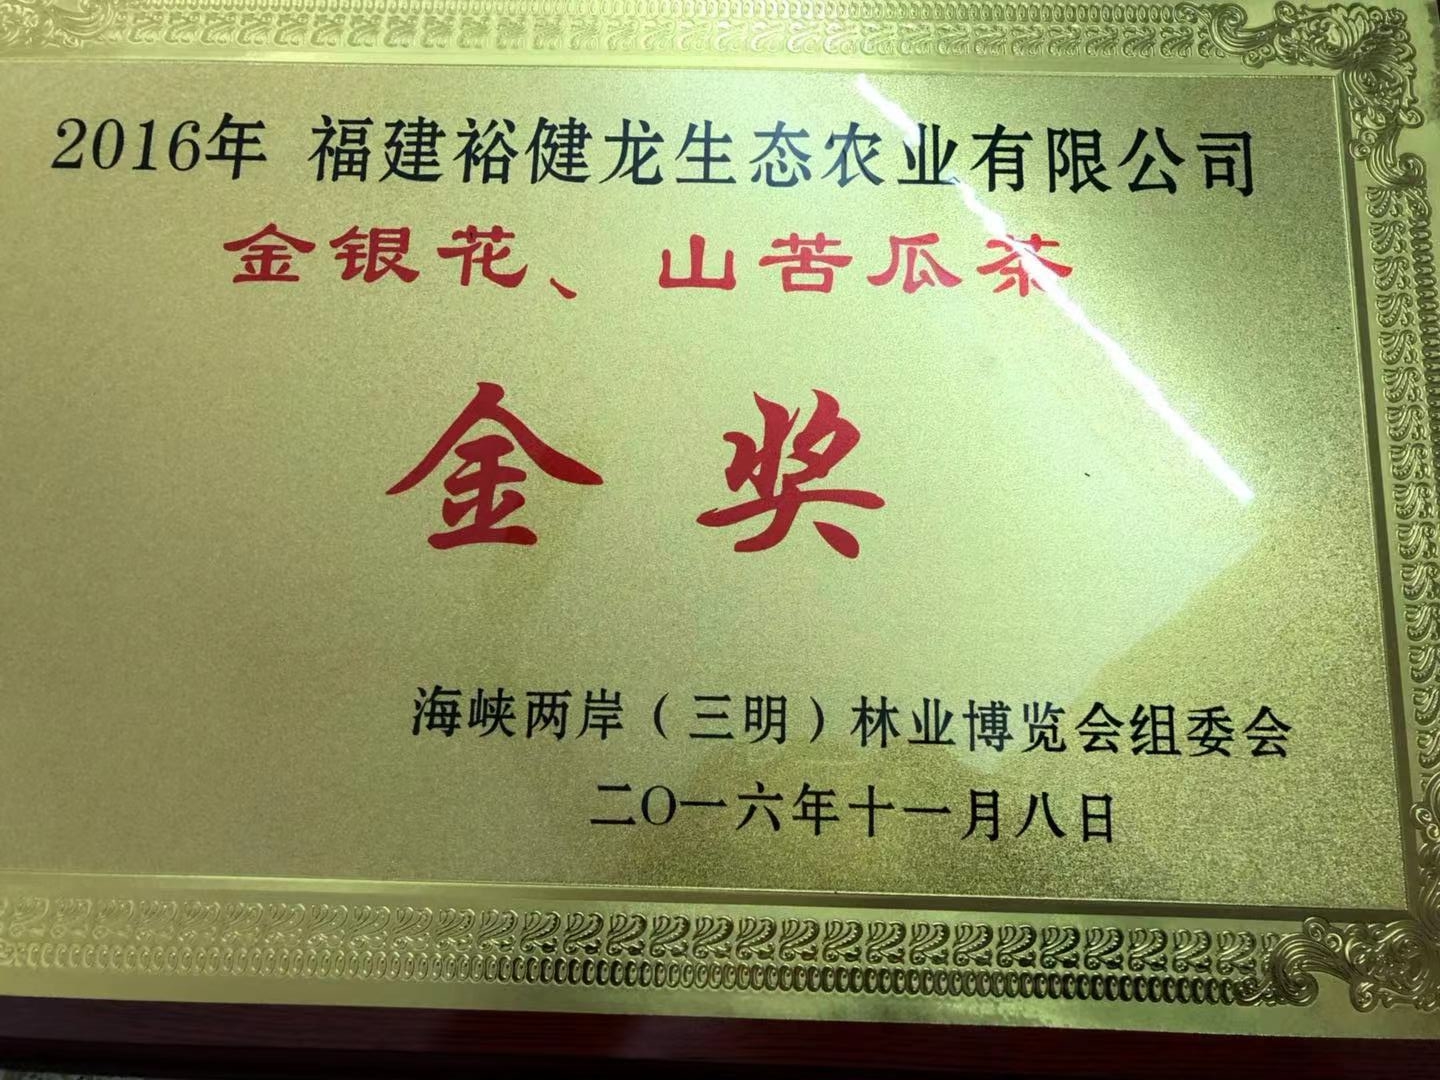 2016年 福建裕健龙生态农业有限公司
金银花、山苦瓜茶
金奖
海峡两岸（三明）林业博览会组委会
二O一六年十一月八日